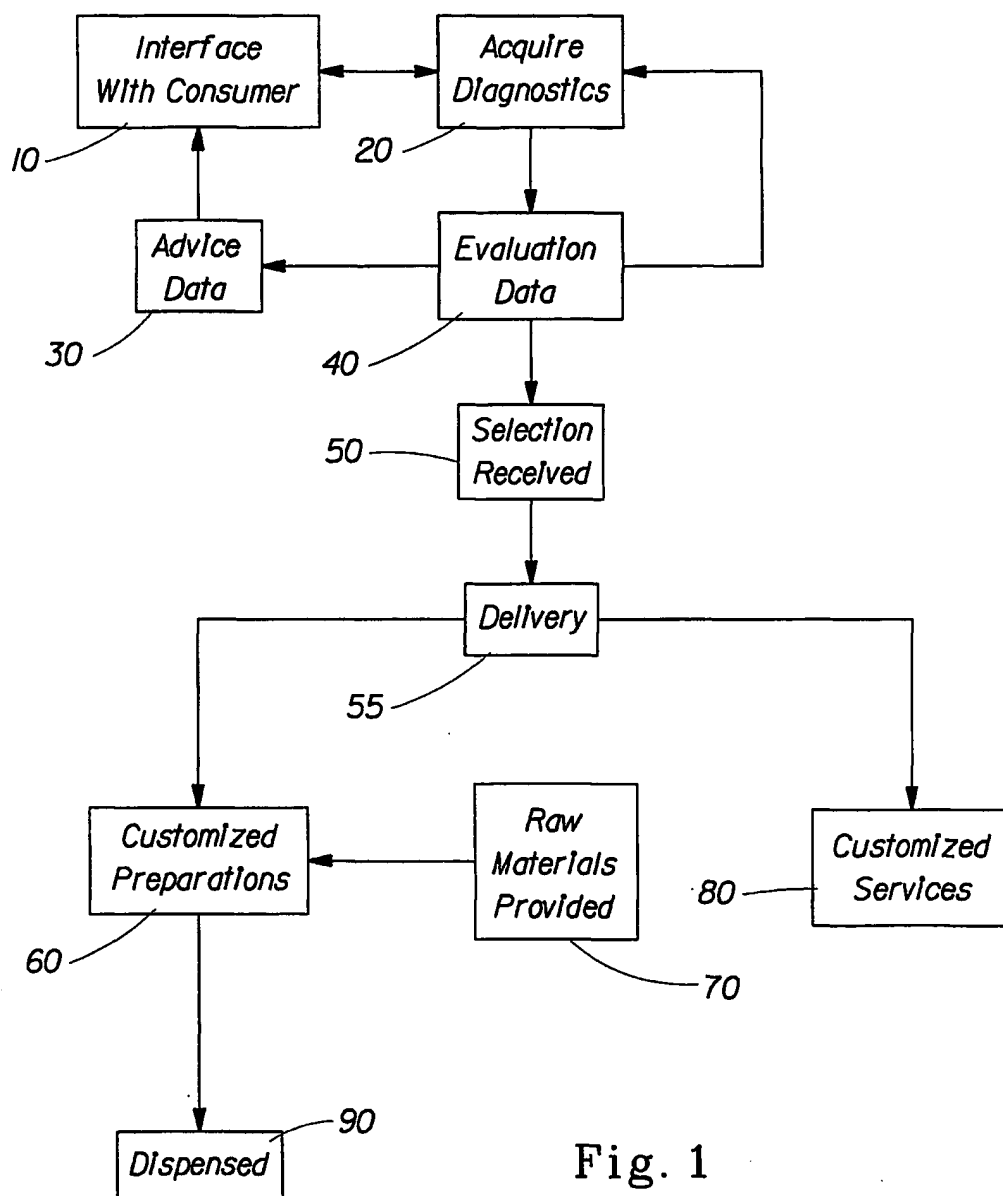 Interface
With Consumer
10
Acquire
Diagnostics
20
Advice
Data
30
Evaluation
Data
40
Selection
Received
50
Delivery
55
Customized
Preparations
60
Raw
Materials
Provided
70
Customized
Services
80
Dispensed
90
Fig. 1